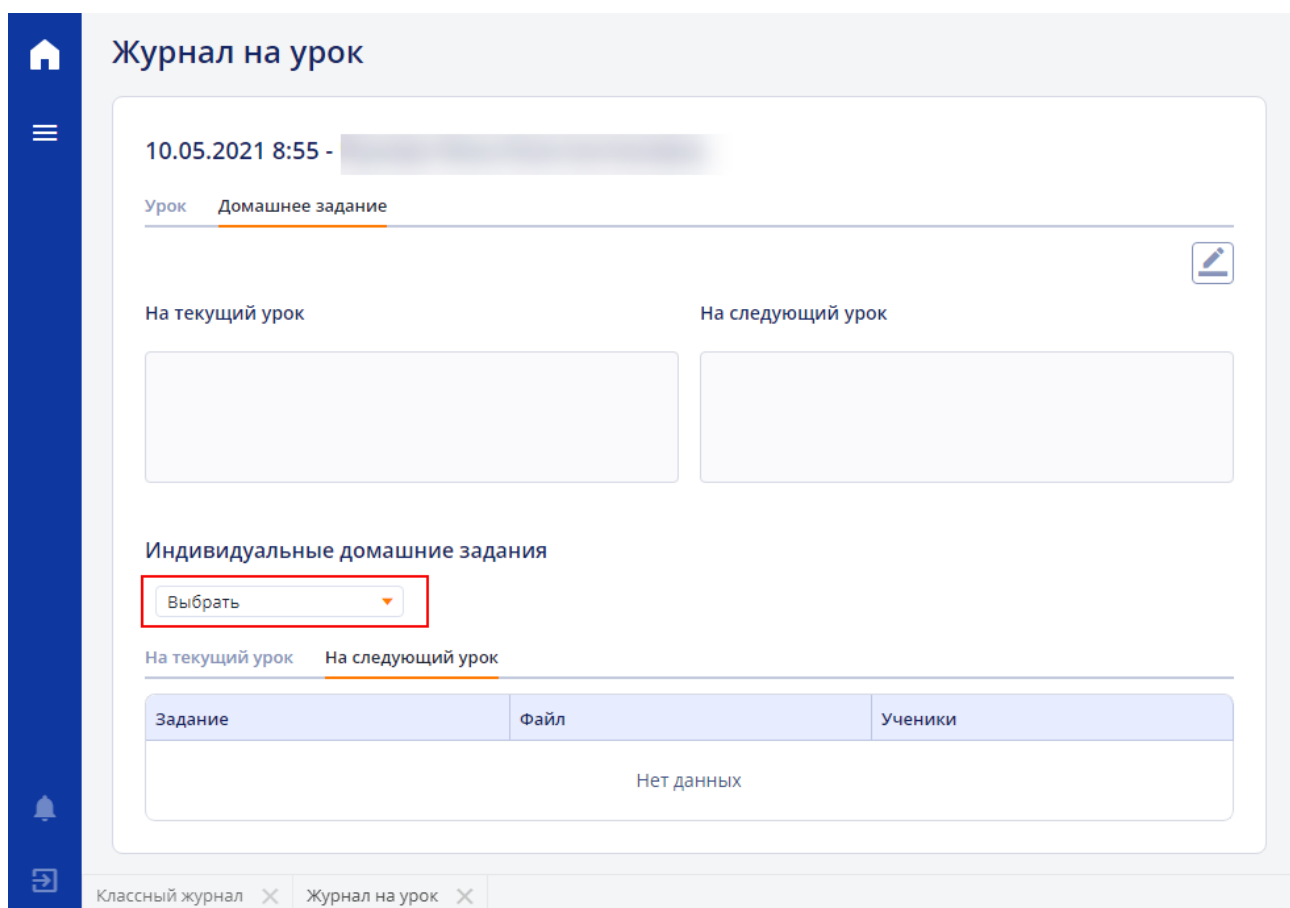 Журнал на урок
10.05.2021 8:55 -
Урок Домашнее задание
На текущий урок На следующий урок
Индивидуальные домашние задания
Выбрать
На текущий урок На следующий урок
Задание Файл Ученики
Нет данных
Классный журнал Журнал на урок